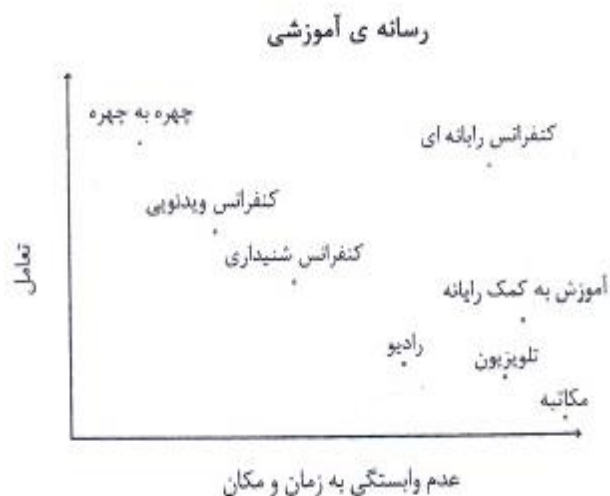 رسانه ی آموزشی
چهره به چهره
کنفرانس رایانه ای
کنفرانس ویدئویی
کنفرانس شنیداری
تعامل
آموزش به کمک رایانه
رادیو
تلویزیون
مکاتبه
عدم وابستگی به زمان و مکان